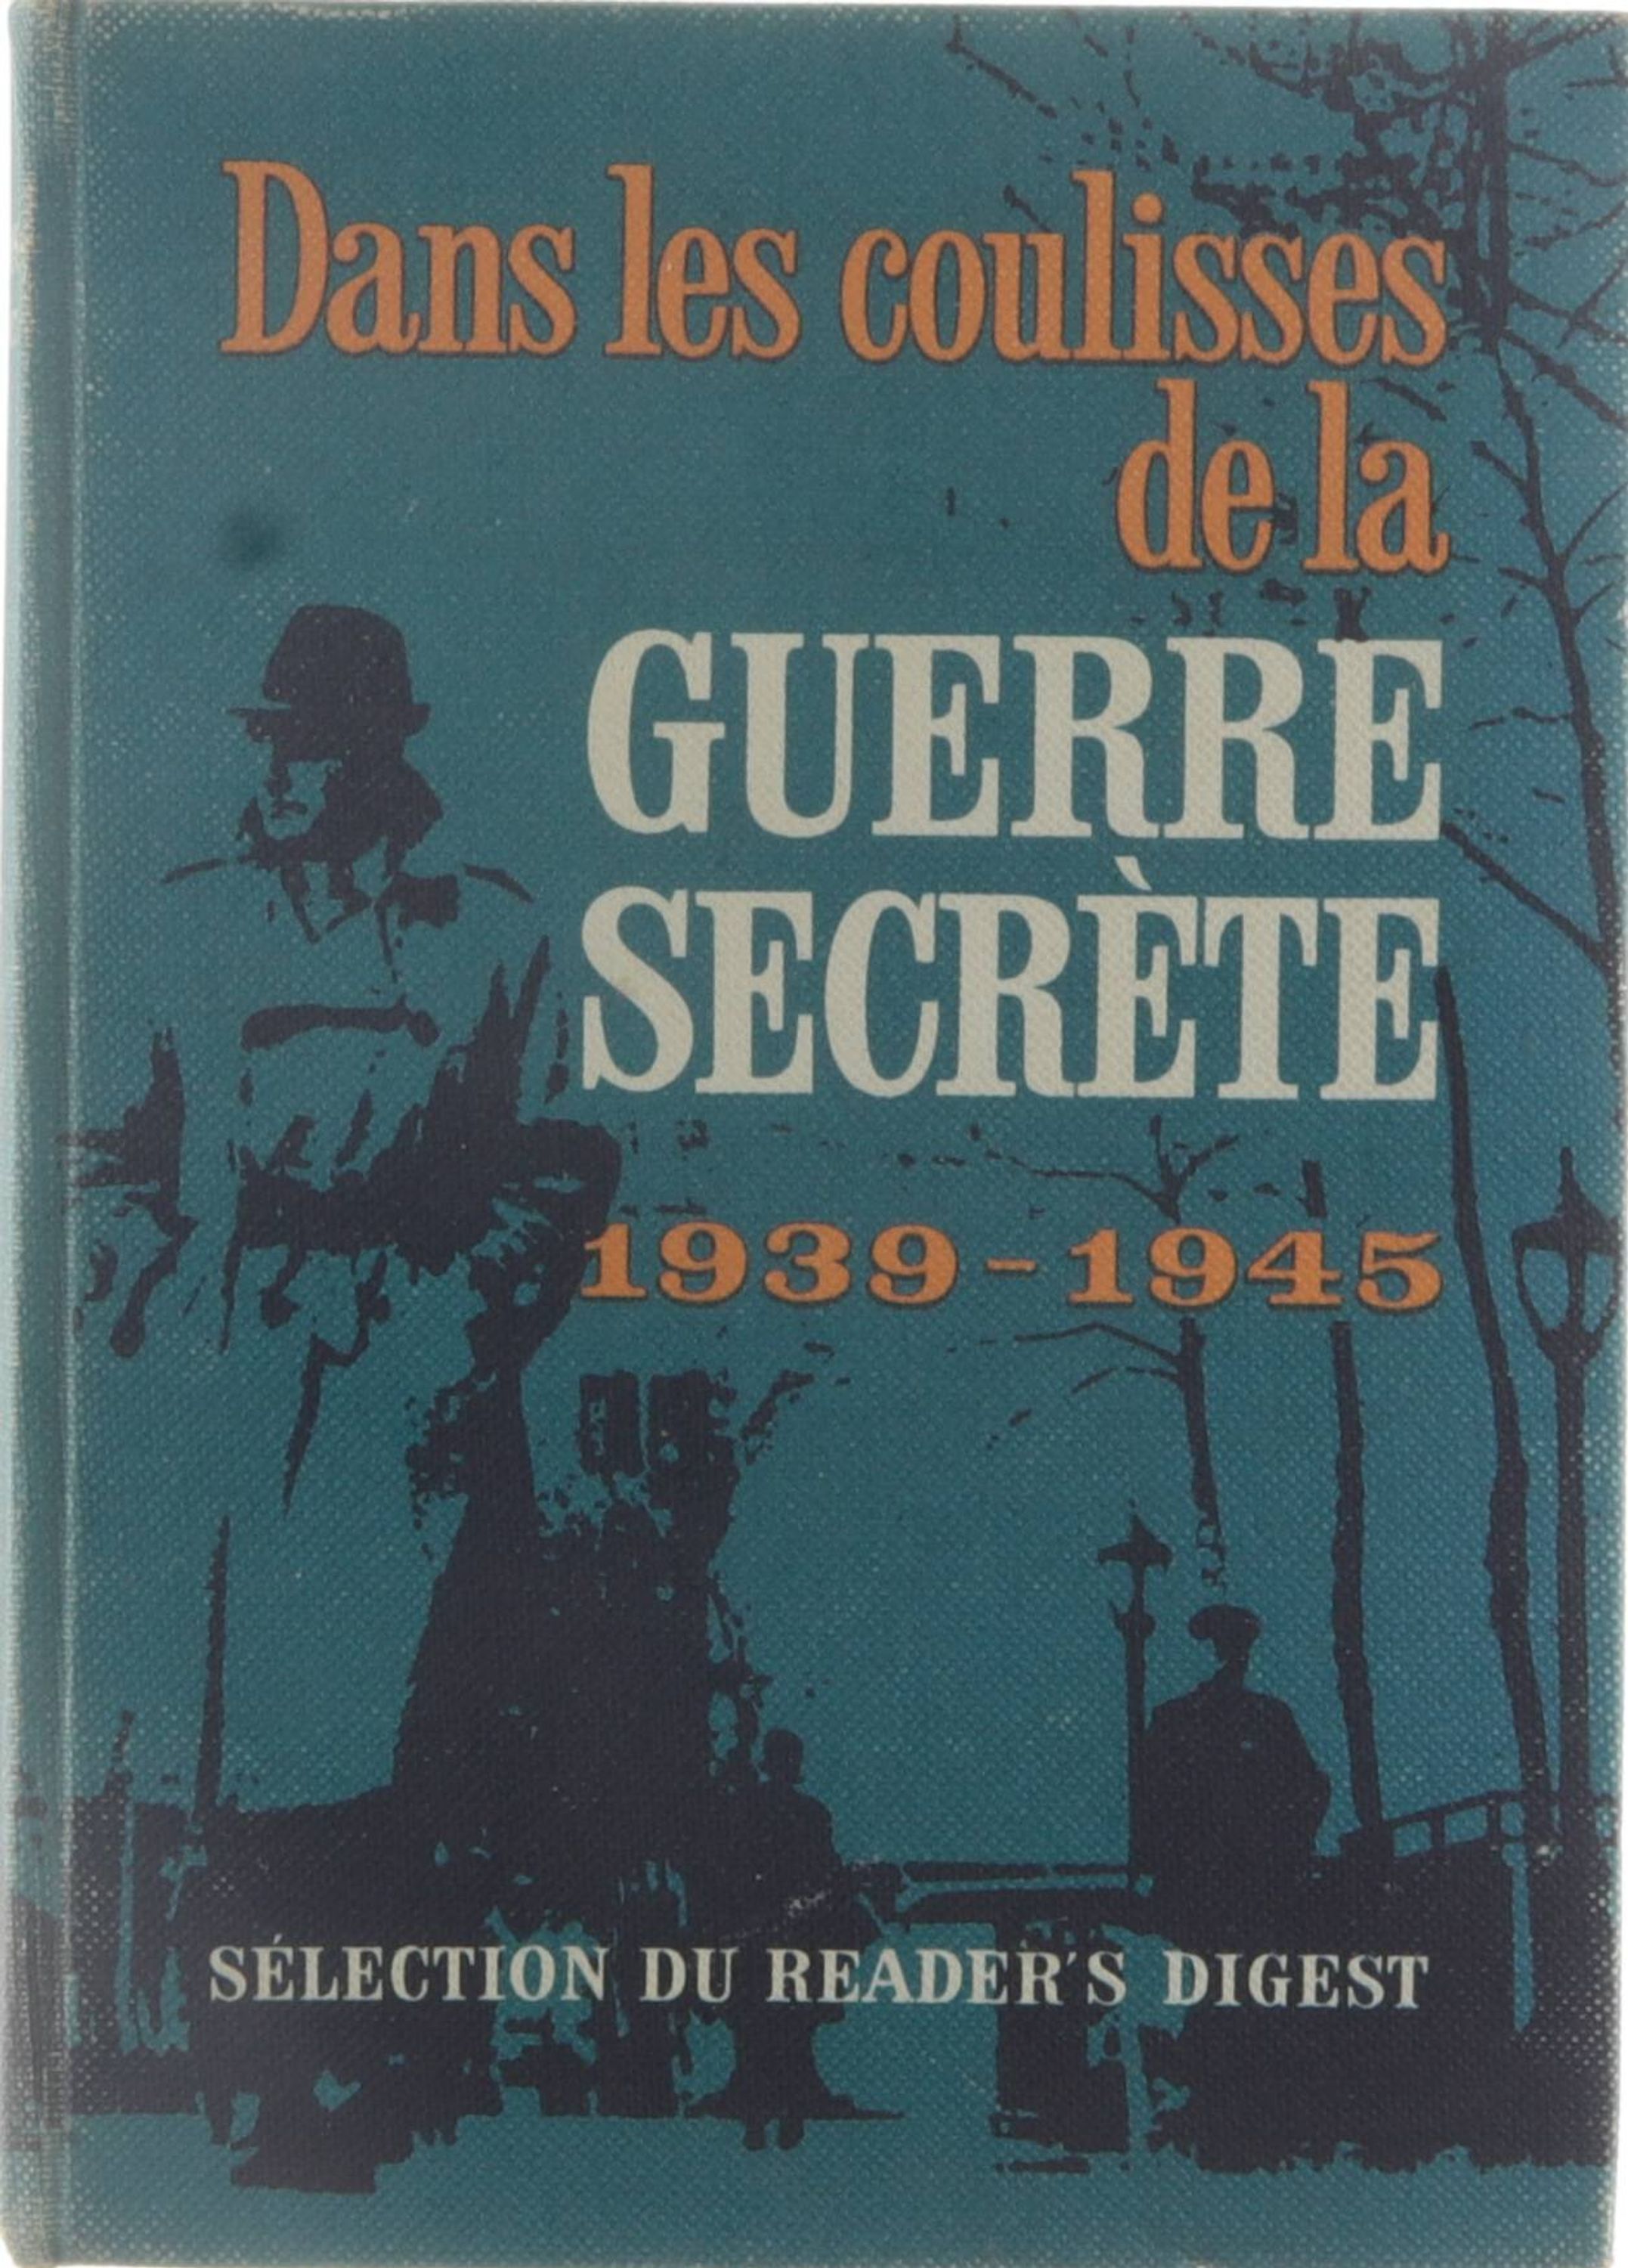 Dans les coulisses
de la
GUERRE
SECRÈTE
1939-1945
SÉLECTION DU READER'S DIGEST